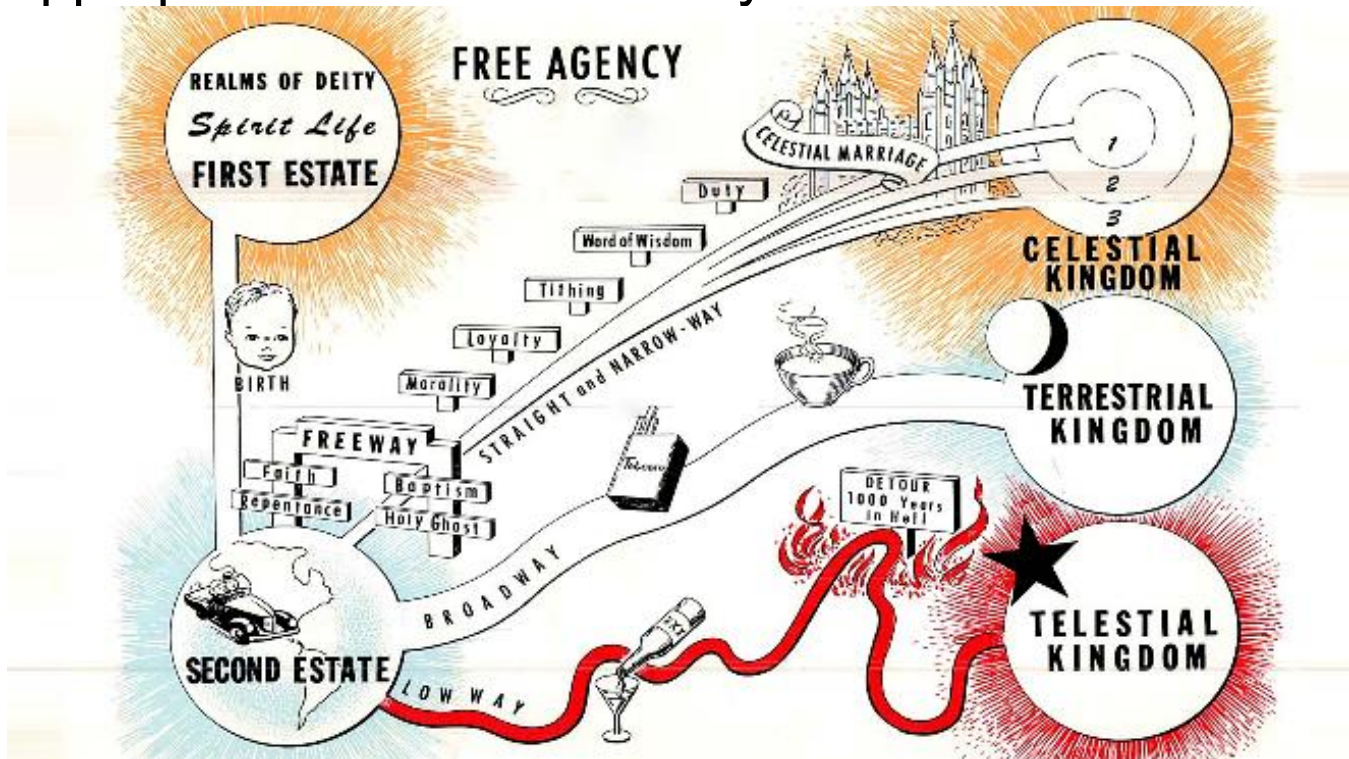 REALMS OF DEITY
Spirit Life
FIRST ESTATE
FREE AGENCY
CELESTIAL MARRIAGE
1
2
3
CELESTIAL
KINGDOM
Duty
Word of Wisdom
Tithing
Loyalty
Morality
STRAIGHT and NARROW-WAY
BIRTH
FREEWAY
Faith
Repentance
Baptism
Holy Ghost
Tobacco
TERRESTRIAL
KINGDOM
DETOUR
1000 Years
in Hell
BROADWAY
SECOND ESTATE
LOW WAY
XX
TELESTIAL
KINGDOM